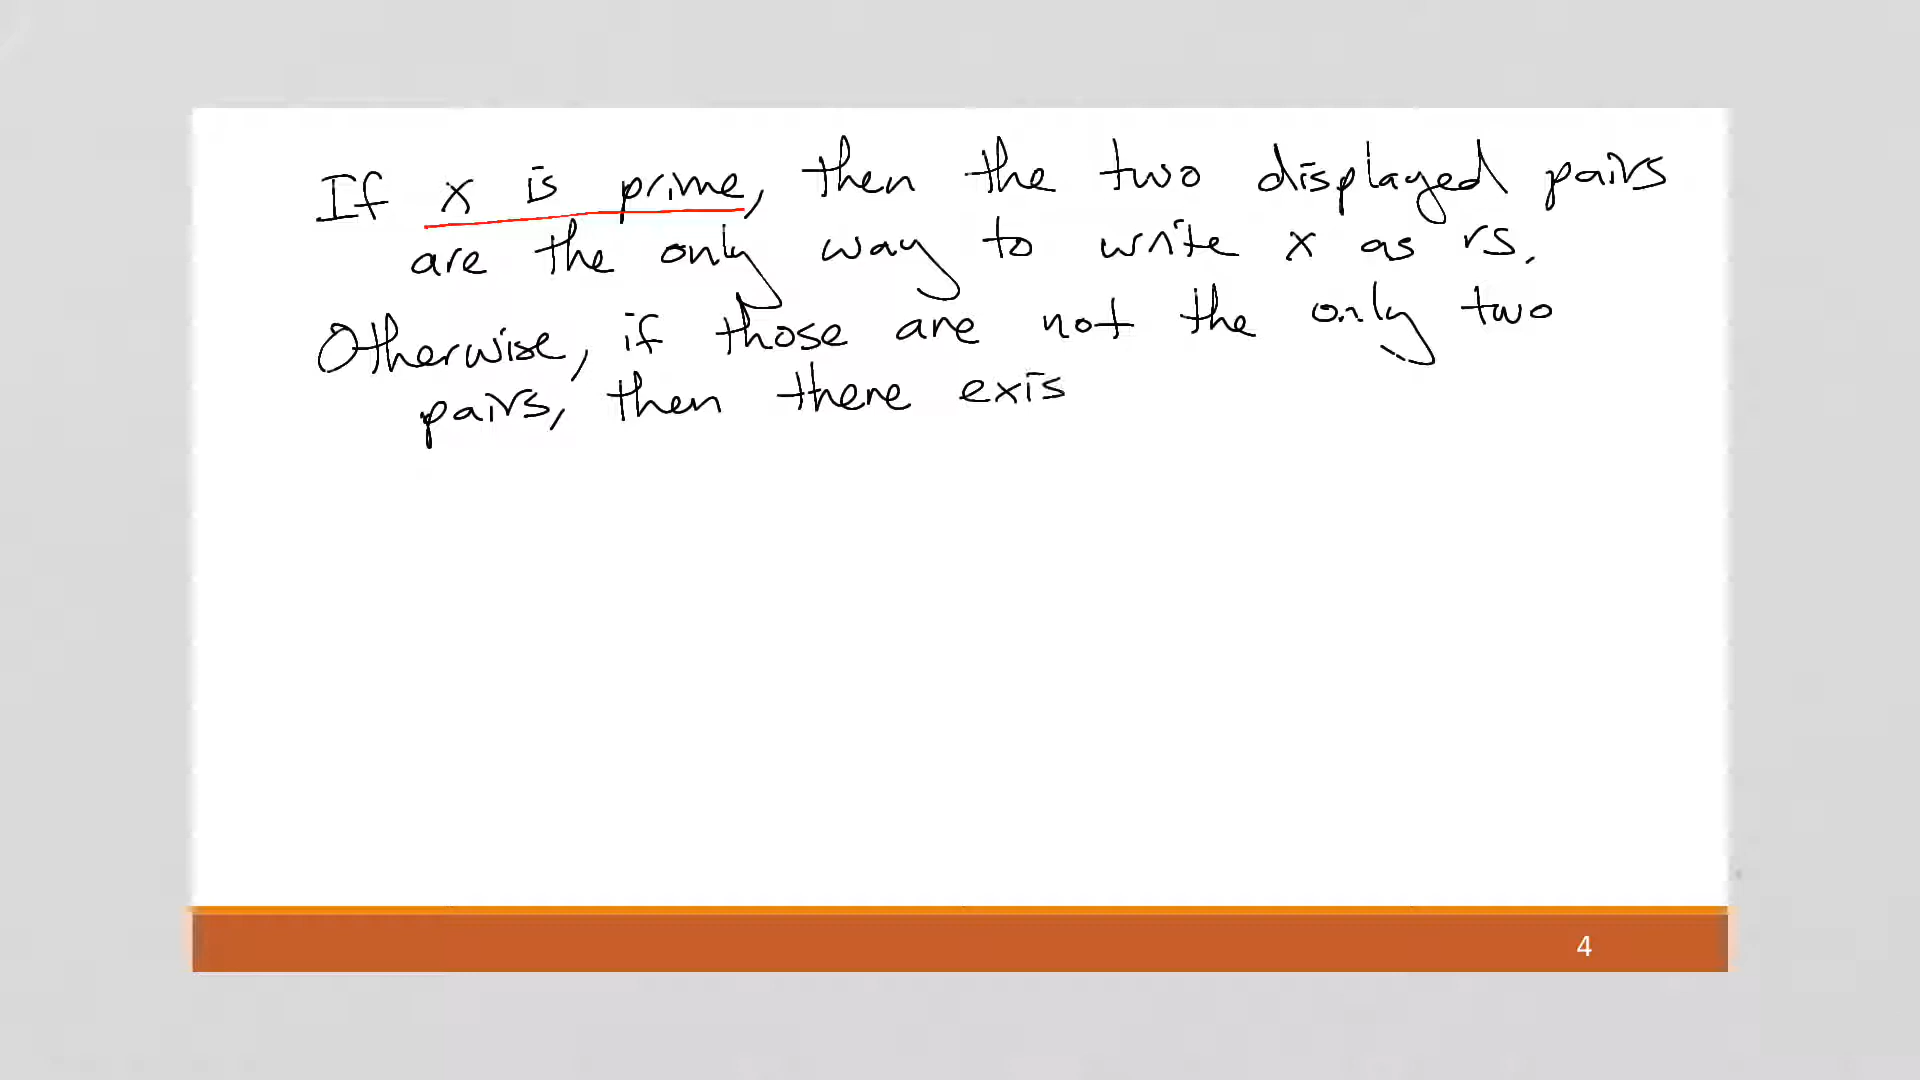 If x is prime, then the two displayed pairs
are the only way to write x as rs.
Otherwise, if those are not the only two
pairs, then there exis
4